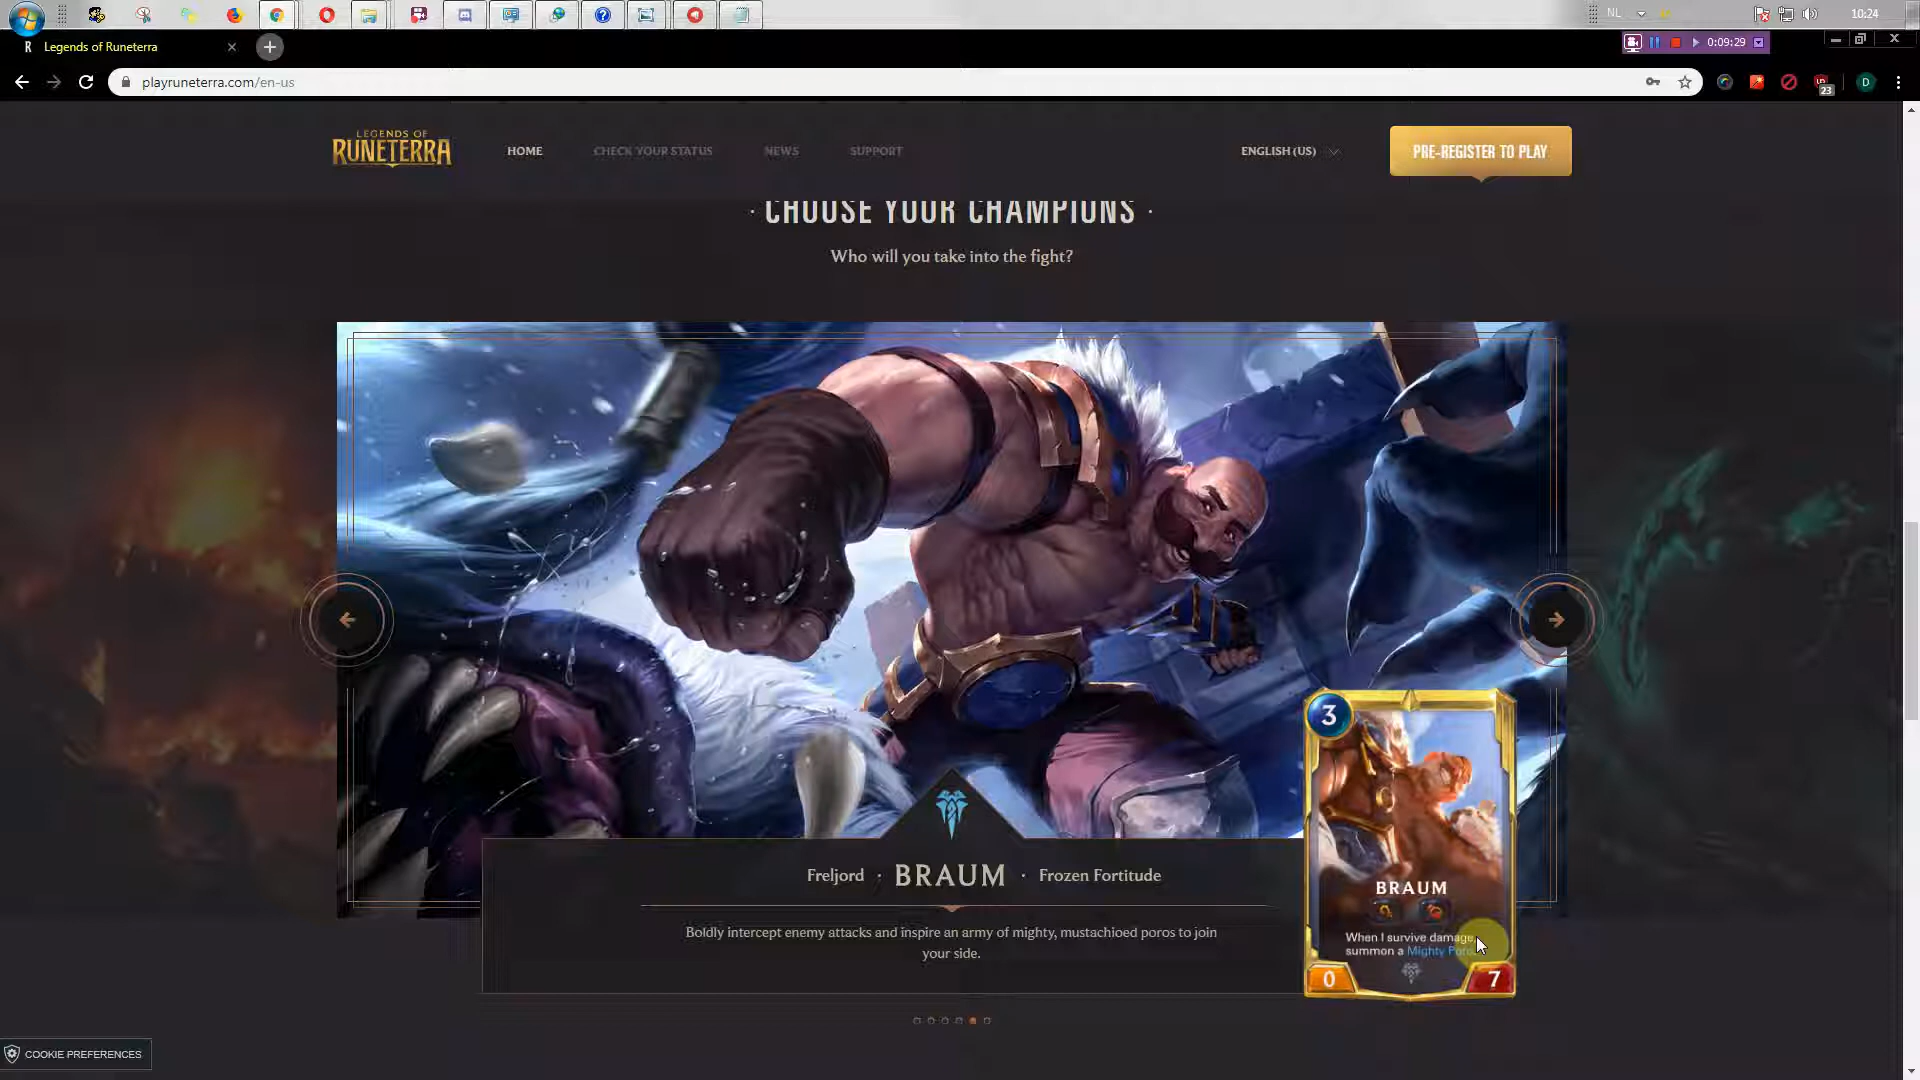 NL
10:24
R Legends of Runeterra
0:09:29
playruneterra.com/en-us
23
D
LEGENDS OF
RUNETERRA
HOME
CHECK YOUR STATUS
NEWS
SUPPORT
ENGLISH (US)
PRE-REGISTER TO PLAY
· CHOOSE YOUR CHAMPIONS ·
Who will you take into the fight?
3
BRAUM
When I survive damage,
summon a Mighty
0
7
Freljord · BRAUM · Frozen Fortitude
Boldly intercept enemy attacks and inspire an army of mighty, mustachioed poros to join
your side.
COOKIE PREFERENCES